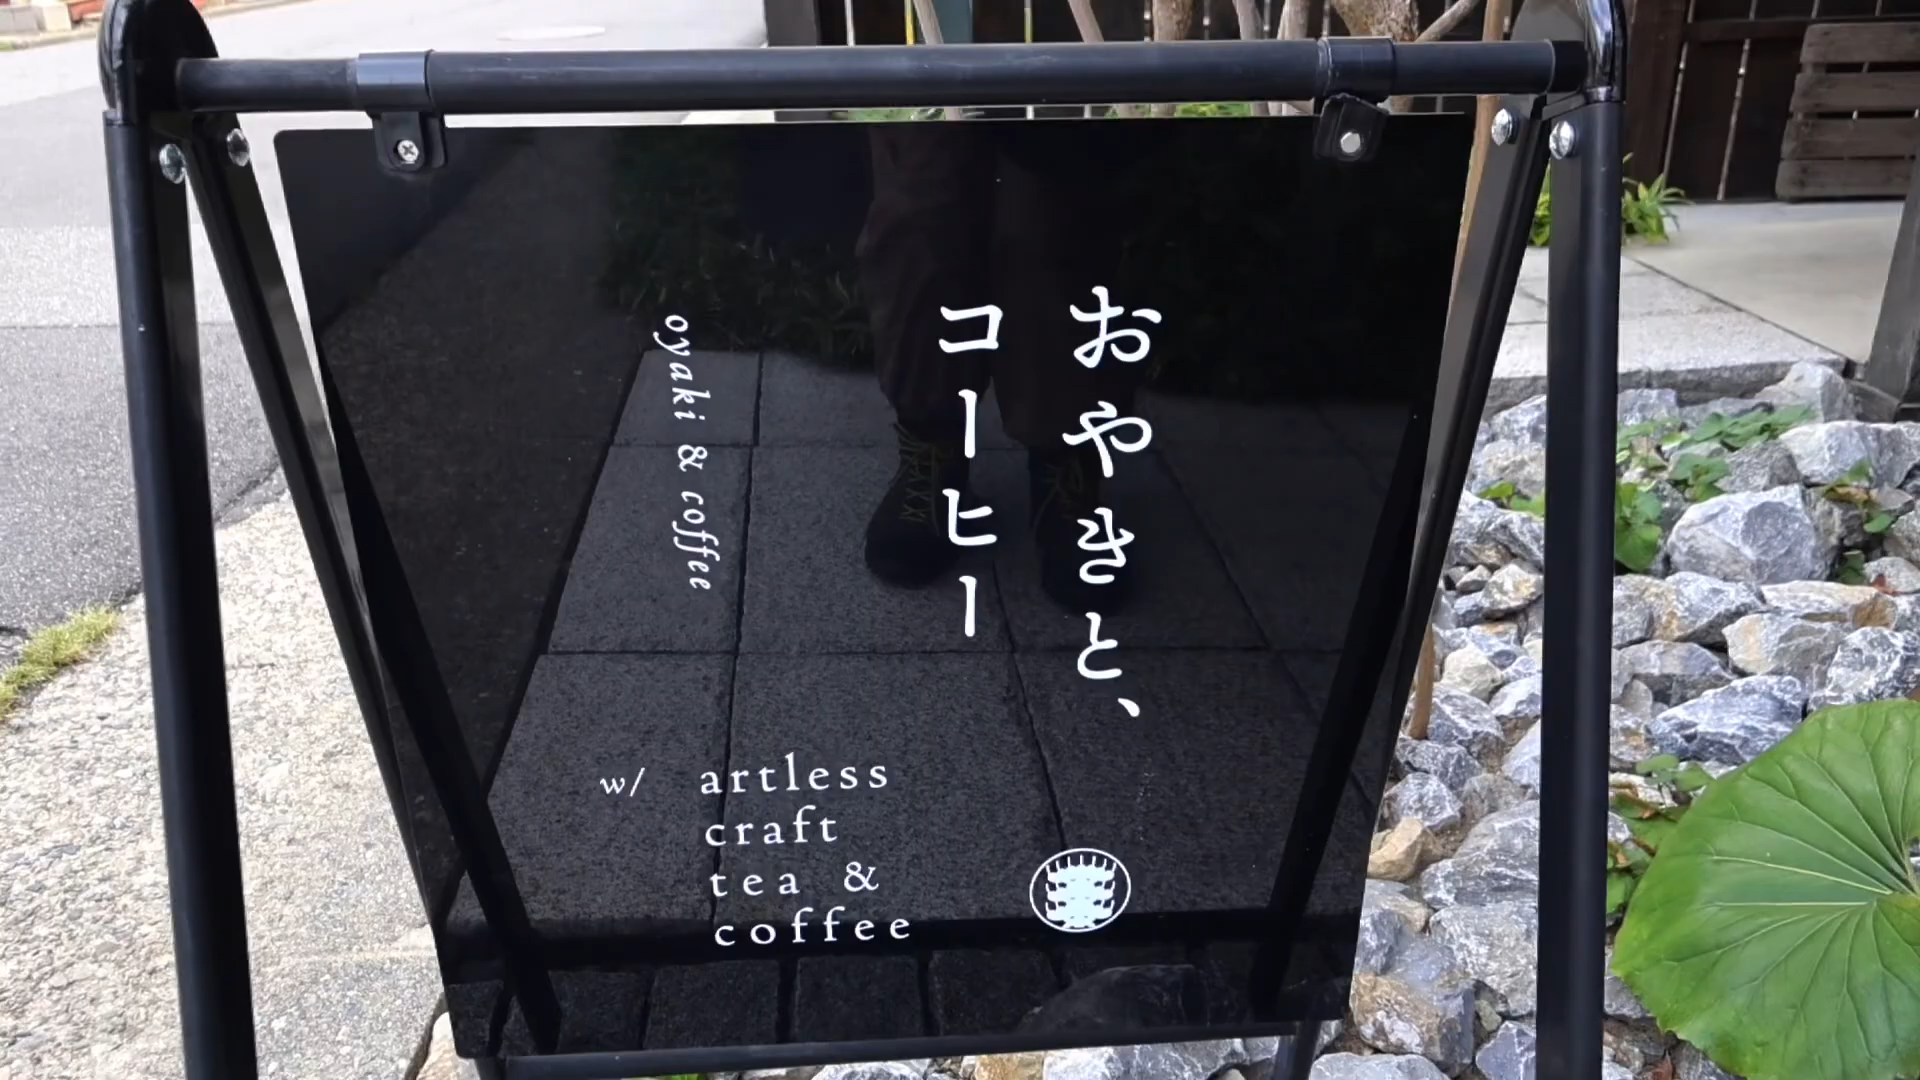 おやきと、
コーヒー
oyaki & coffee
w/ artless
craft
tea &
coffee